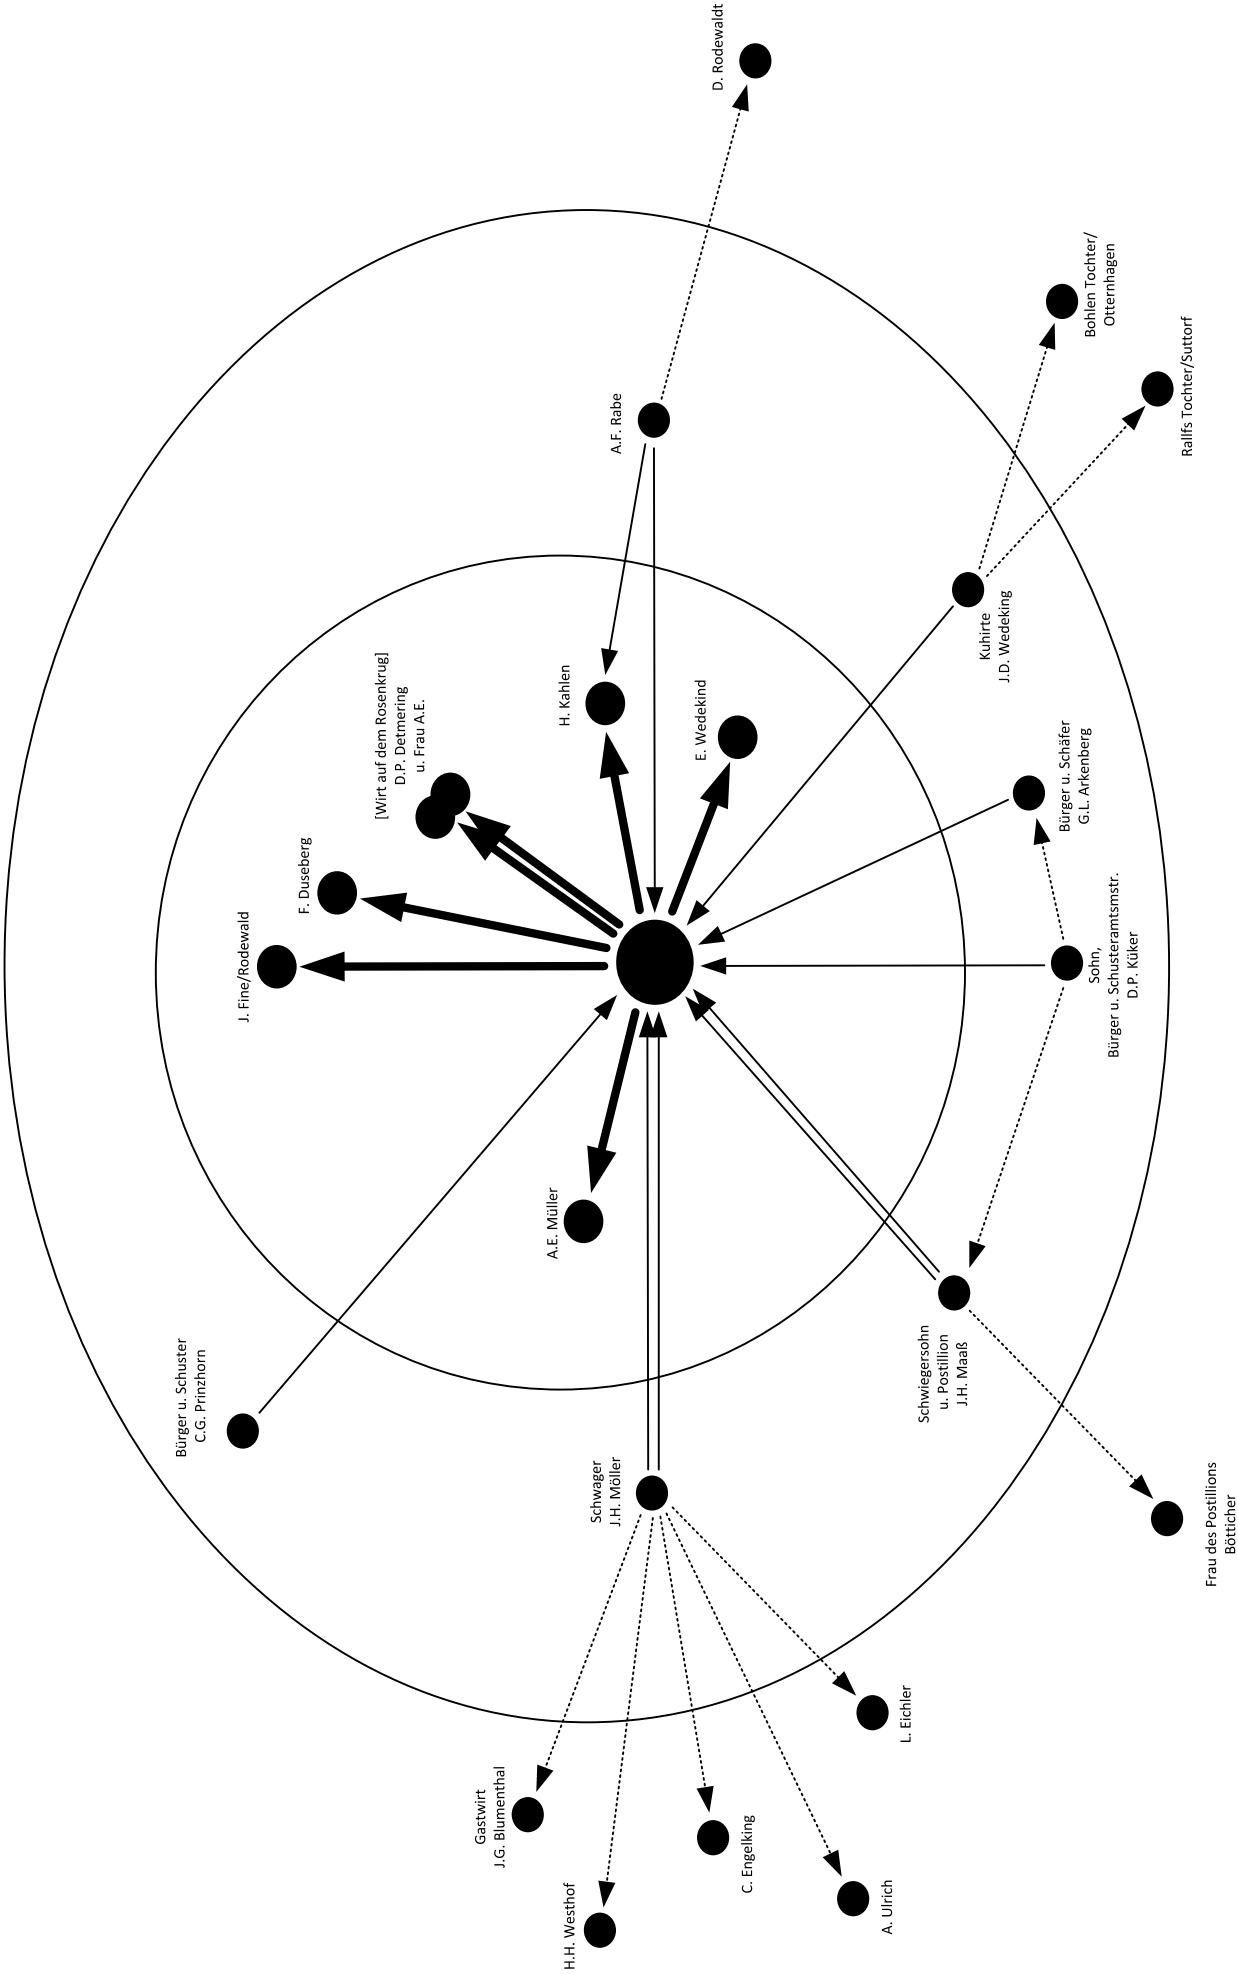 D. Rodewaldt
Bohlen Tochter/
Otternhagen
Rallfs Tochter/Suttorf
A.F. Rabe
Kuhirte
J.D. Wedeking
[Wirt auf dem Rosenkrug]
D.P. Detmering
u. Frau A.E.
H. Kahlen
E. Wedekind
Bürger u. Schäfer
G.L. Arkenberg
F. Duseberg
J. Fine/Rodewald
Sohn,
Bürger u. Schusteramtsmstr.
D.P. Küker
A.E. Müller
Bürger u. Schuster
C.G. Prinzhorn
Schwiegersohn
u. Postillion
J.H. Maaß
Schwager
J.H. Möller
Frau des Postillions
Bötticher
L. Eichler
Gastwirt
J.G. Blumenthal
C. Engelking
H.H. Westhof
A. Ulrich